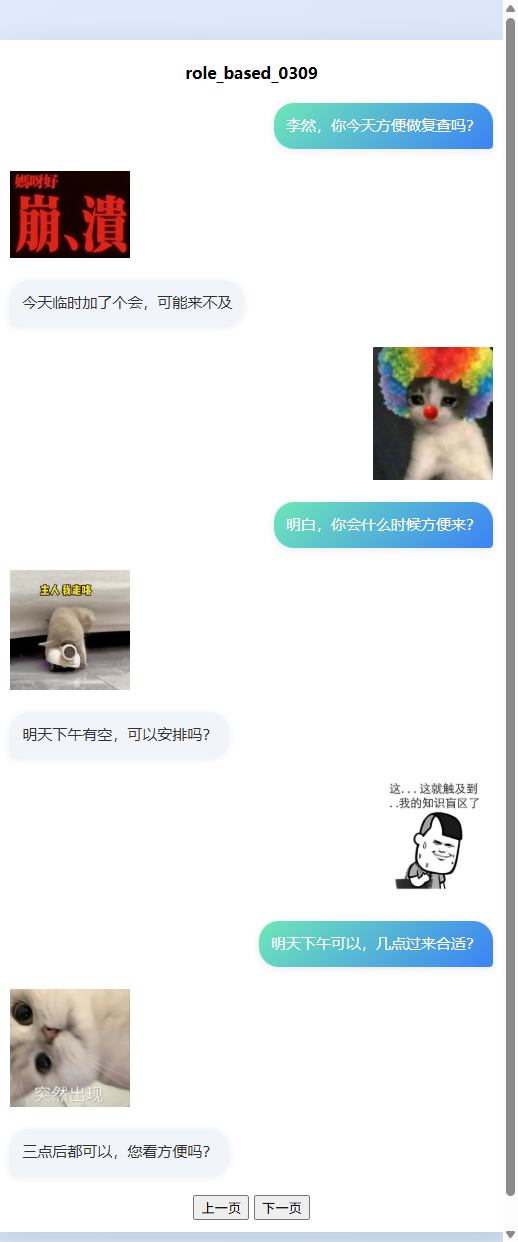 role_based_0309
李然，你今天方便做复查吗？
媽呀好
崩、潰
今天临时加了个会，可能来不及
明白，你会什么时候方便来？
主人 我走咯
明天下午有空，可以安排吗？
这...这就触及到
..我的知识盲区了
明天下午可以，几点过来合适？
突然出现
三点后都可以，您看方便吗？
上一页 下一页